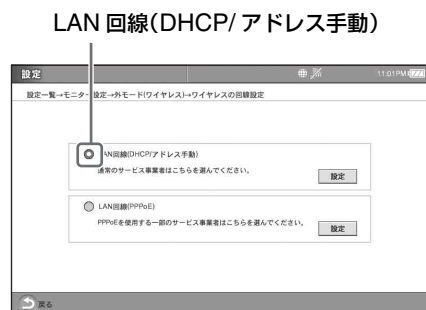 LAN 回線(DHCP/ アドレス手動)
設定
11:01PM
設定一覧→モニター設定→外モード(ワイヤレス)→ワイヤレスの回線設定
LAN回線(DHCP/アドレス手動)
通常のサービス事業者はこちらを選んでください。
設定
LAN回線(PPPoE)
PPPoEを使用する一部のサービス事業者はこちらを選んでください。
設定
戻る